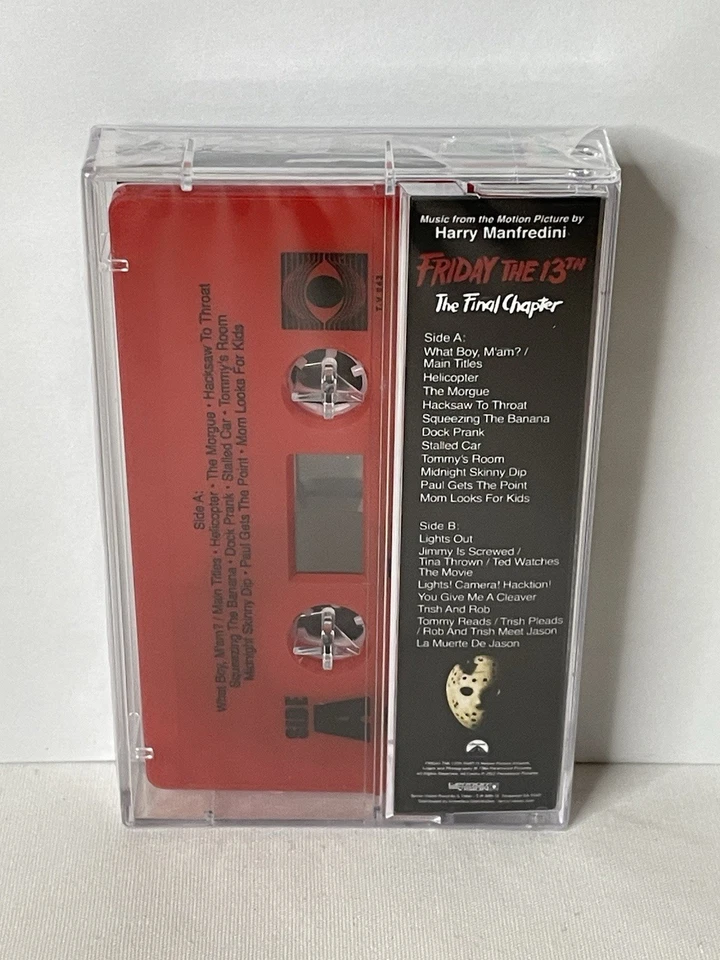 Music from the Motion Picture by
Harry Manfredini
FRIDAY THE 13TH
The Final Chapter
Side A:
What Boy, M'am? /
Main Titles
Helicopter
The Morgue
Hacksaw To Throat
Squeezing The Banana
Dock Prank
Stalled Car
Tommy's Room
Midnight Skinny Dip
Paul Gets The Point
Mom Looks For Kids
Side B:
Lights Out
Jimmy Is Screwed /
Tina Thrown / Ted Watches
The Movie
Lights! Camera! Hacktion!
You Give Me A Cleaver
Trish And Rob
Tommy Reads / Trish Pleads
/ Rob And Trish Meet Jason
La Muerte De Jason
Side A:
What Boy, M'am? / Main Titles • Helicopter • The Morgue • Hacksaw To Throat
Squeezing The Banana • Dock Prank • Stalled Car • Tommy's Room
Midnight Skinny Dip • Paul Gets The Point • Mom Looks For Kids
SIDE
A